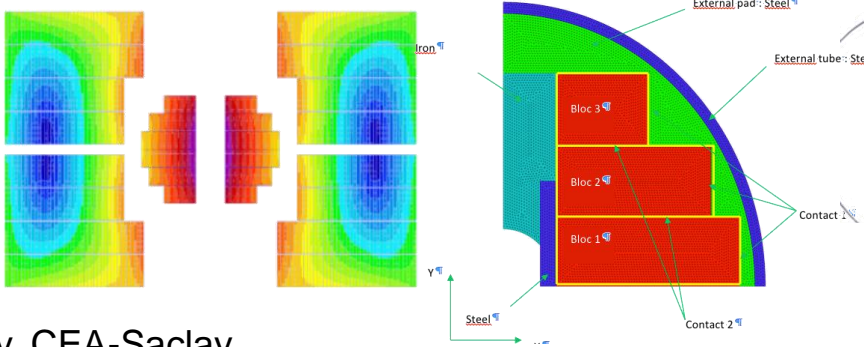 External pad : Steel¶
Iron¶
External tube : Ste
Bloc 3¶
Bloc 2¶
Bloc 1¶
Contact
Y¶
Steel¶
Contact 2¶
CEA-Saclay